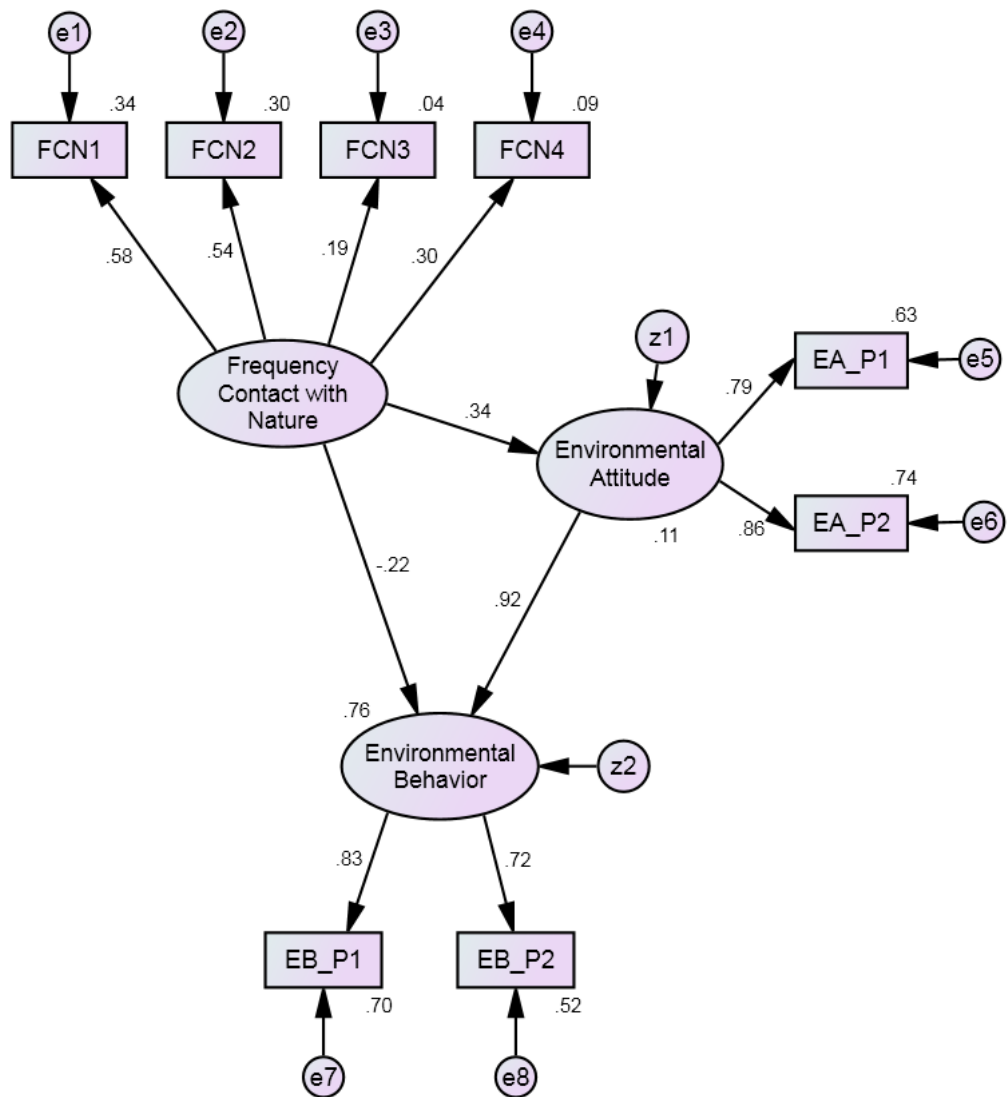 e1
e2
e3
e4
.34
.30
.04
.09
FCN1
FCN2
FCN3
FCN4
.58
.54
.19
.30
Frequency
Contact with
Nature
z1
.63
EA_P1
e5
.79
.34
Environmental
Attitude
.74
EA_P2
e6
.86
.11
-.22
.92
.76
Environmental
Behavior
z2
.83
.72
EB_P1
EB_P2
.70
.52
e7
e8